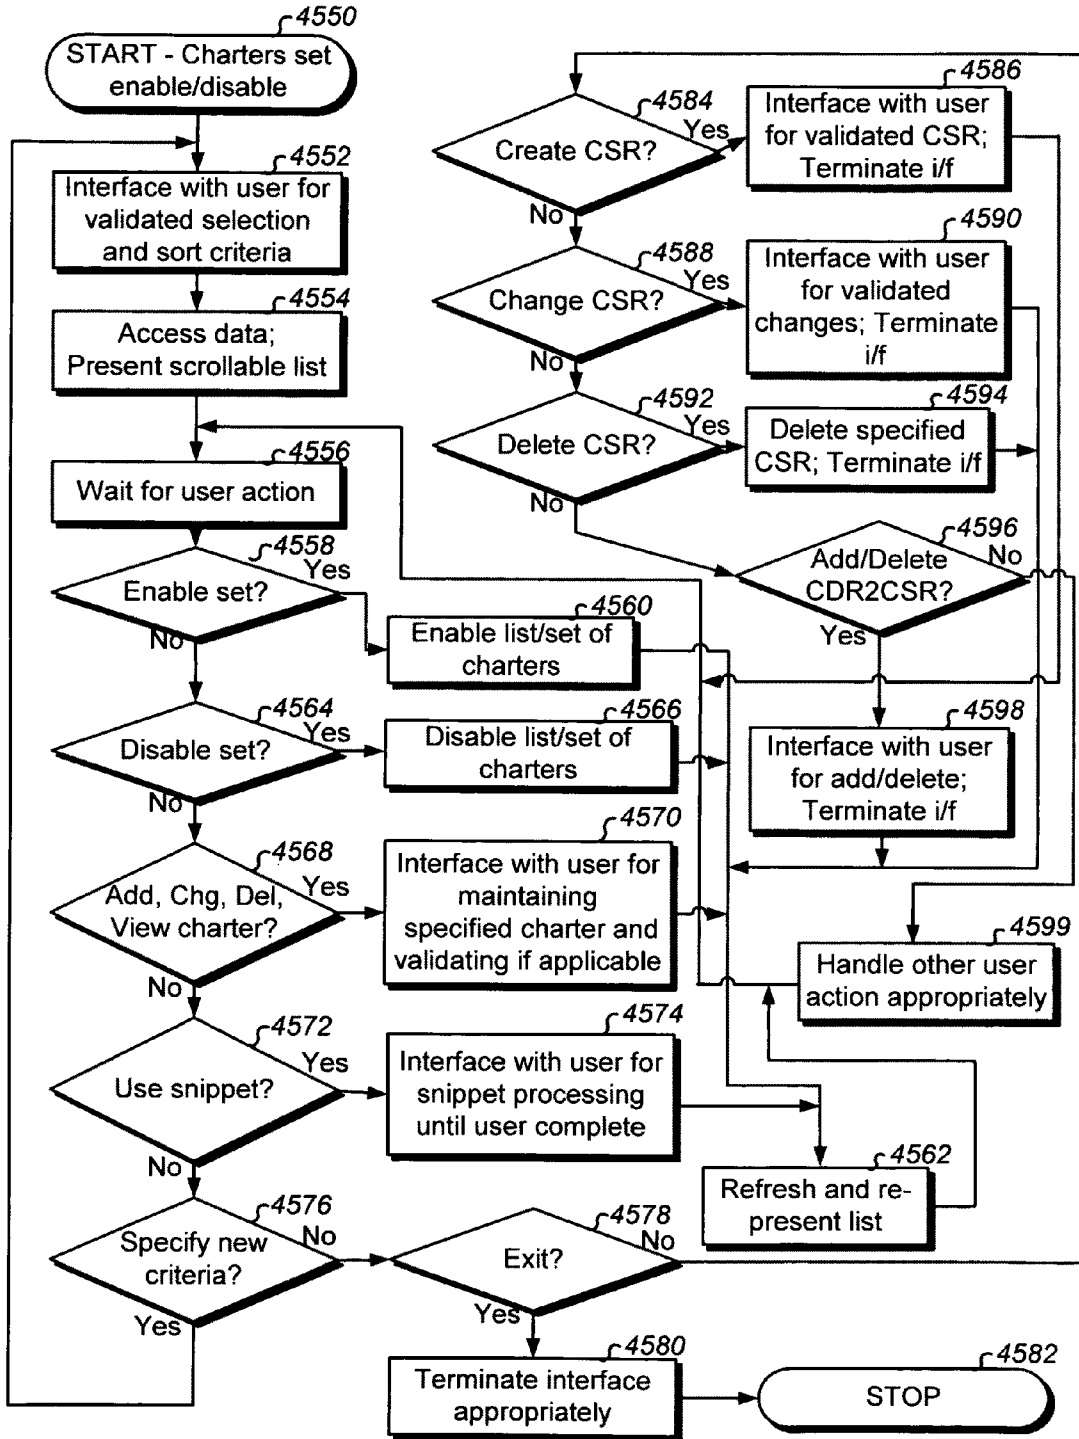 4550
START - Charters set
enable/disable
4552
Interface with user for
validated selection
and sort criteria
4554
Access data;
Present scrollable list
4556
Wait for user action
4558
Enable set?
Yes
No
4560
Enable list/set of
charters
4564
Disable set?
Yes
No
4566
Disable list/set of
charters
4568
Add, Chg, Del,
View charter?
Yes
No
4570
Interface with user for
maintaining
specified charter and
validating if applicable
4572
Use snippet?
Yes
No
4574
Interface with user for
snippet processing
until user complete
4576
Specify new
criteria?
No
Yes
4578
Exit?
No
Yes
4580
Terminate interface
appropriately
4582
STOP
4584
Create CSR?
Yes
No
4586
Interface with user
for validated CSR;
Terminate i/f
4588
Change CSR?
Yes
No
4590
Interface with user
for validated
changes; Terminate
i/f
4592
Delete CSR?
Yes
No
4594
Delete specified
CSR; Terminate i/f
4596
Add/Delete
CDR2CSR?
No
Yes
4598
Interface with user
for add/delete;
Terminate i/f
4599
Handle other user
action appropriately
4562
Refresh and re-
present list